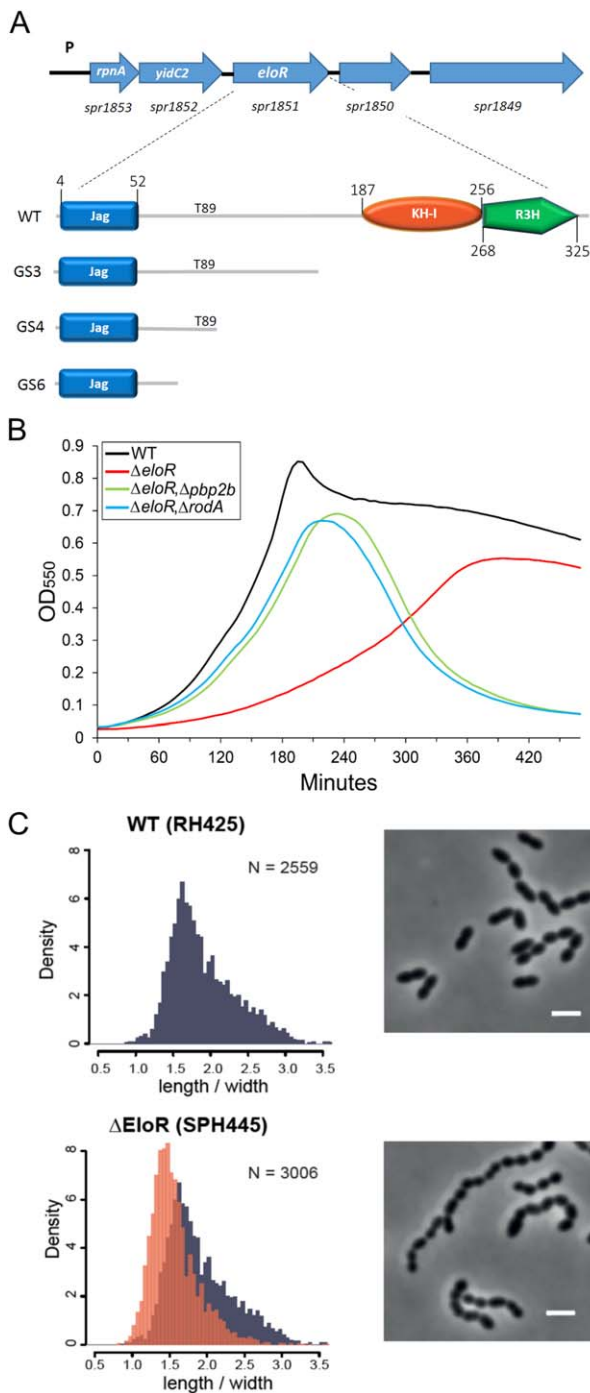 A
P
rpnA yidC2 eloR
spr1853 spr1852 spr1851 spr1850 spr1849
4 52 187 256
WT Jag T89 KH-I R3H
268 325
GS3 Jag T89
GS4 Jag T89
GS6 Jag
B
0.9
0.8
0.7
0.6
0.5
0.4
0.3
0.2
0.1
0
OD550
WT
ΔeloR
ΔeloR,Δpbp2b
ΔeloR,ΔrodA
0 60 120 180 240 300 360 420
Minutes
C
WT (RH425)
N = 2559
8
6
4
2
0
Density
0.5 1.0 1.5 2.0 2.5 3.0 3.5
length / width
ΔEloR (SPH445)
N = 3006
8
6
4
2
0
Density
0.5 1.0 1.5 2.0 2.5 3.0 3.5
length / width